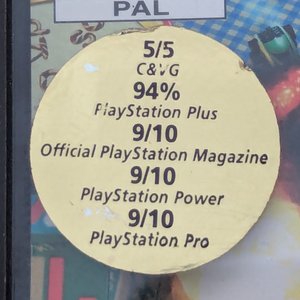 PAL
5/5
C&VG
94%
PlayStation Plus
9/10
Official PlayStation Magazine
9/10
PlayStation Power
9/10
PlayStation Pro